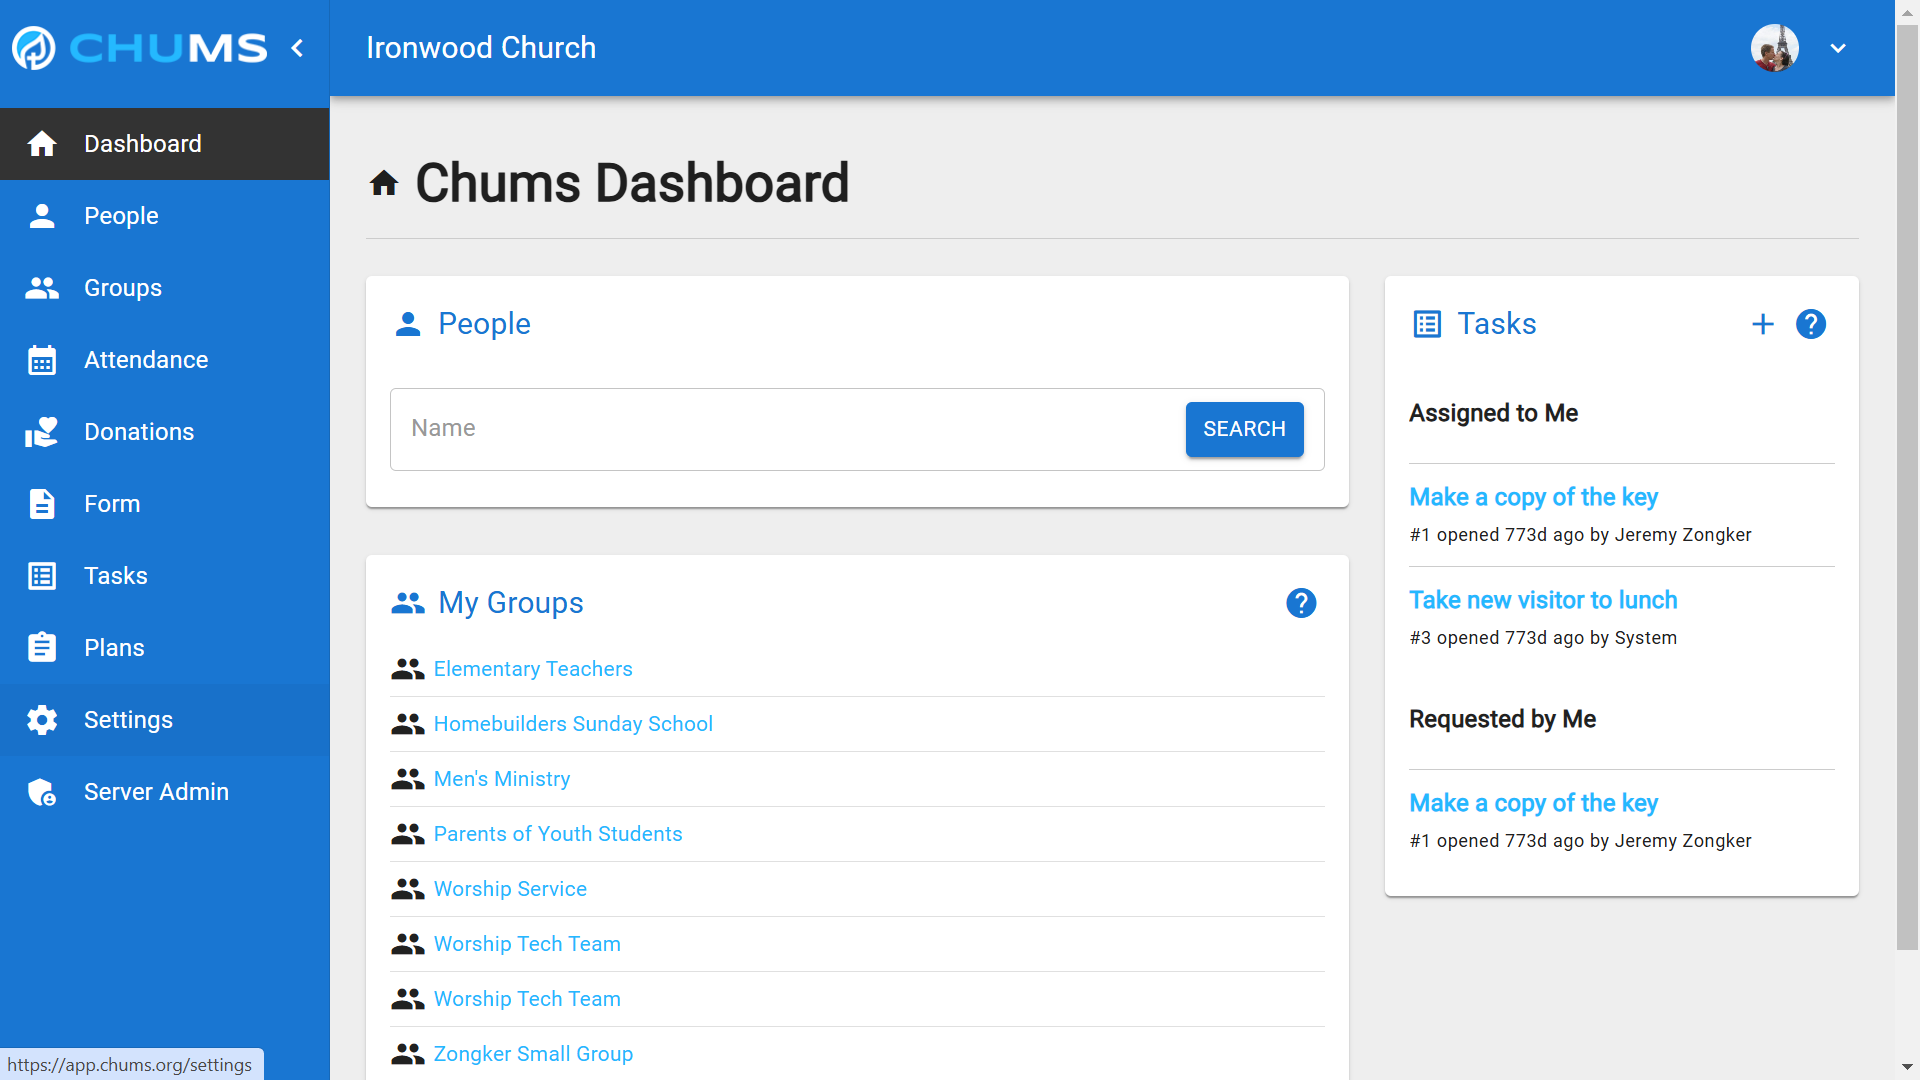 CHUMS
Ironwood Church
Dashboard
People
Groups
Attendance
Donations
Form
Tasks
Plans
Settings
Server Admin
Chums Dashboard
People
Name
SEARCH
My Groups
Elementary Teachers
Homebuilders Sunday School
Men's Ministry
Parents of Youth Students
Worship Service
Worship Tech Team
Worship Tech Team
Zongker Small Group
Tasks
Assigned to Me
Make a copy of the key
#1 opened 773d ago by Jeremy Zongker
Take new visitor to lunch
#3 opened 773d ago by System
Requested by Me
Make a copy of the key
#1 opened 773d ago by Jeremy Zongker
https://app.chums.org/settings